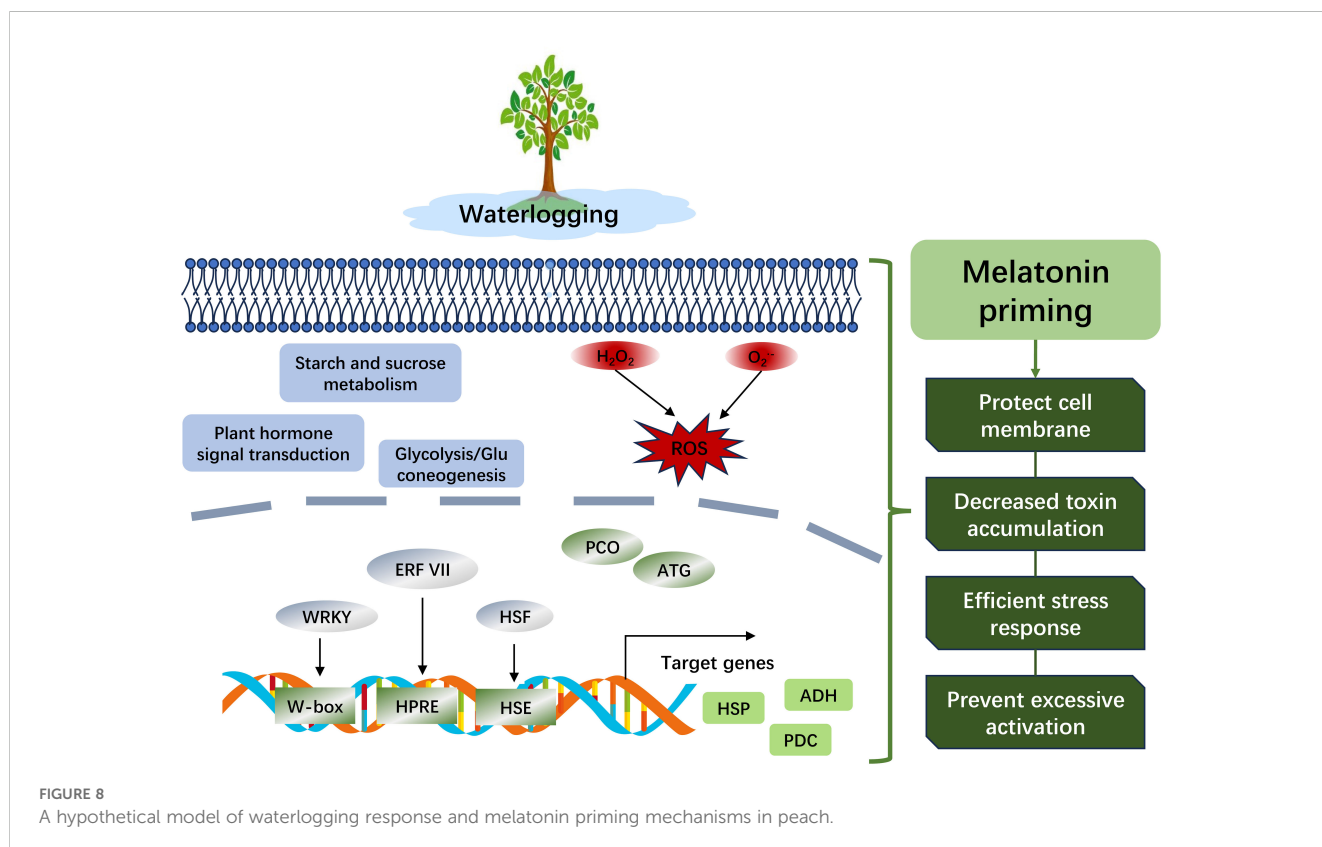 Waterlogging
Melatonin
priming
Starch and sucrose
metabolism
H₂O₂
O₂·⁻
Plant hormone
signal transduction
Glycolysis/Glu
coneogenesis
ROS
Protect cell
membrane
Decreased toxin
accumulation
PCO
ATG
ERF VII
WRKY
HSF
Efficient stress
response
Target genes
W-box
HPRE
HSE
HSP
ADH
PDC
Prevent excessive
activation
FIGURE 8
A hypothetical model of waterlogging response and melatonin priming mechanisms in peach.